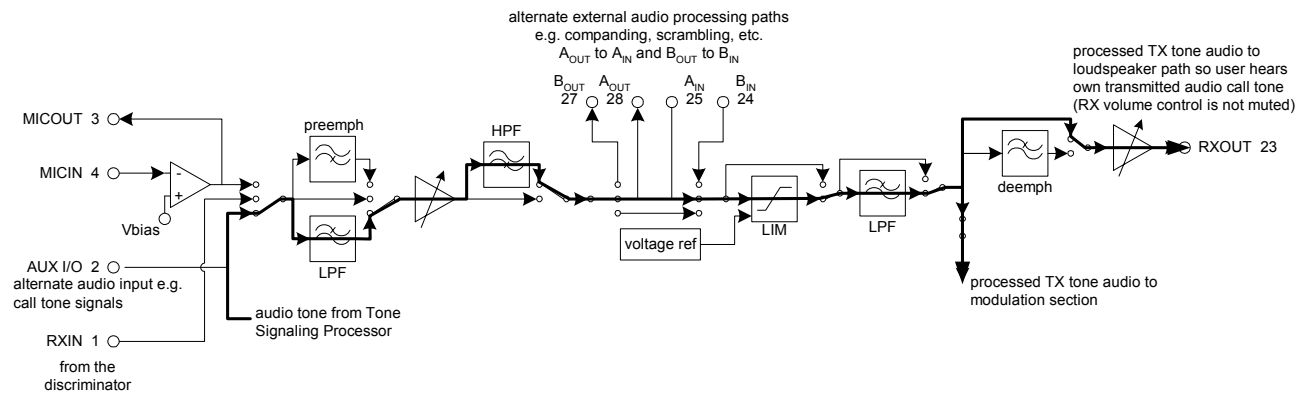 alternate external audio processing paths
e.g. companding, scrambling, etc.
AOUT to AIN and BOUT to BIN
BOUT AOUT AIN BIN
27 28 25 24
processed TX tone audio to
loudspeaker path so user hears
own transmitted audio call tone
(RX volume control is not muted)
MICOUT 3
preemph
HPF
RXOUT 23
MICIN 4
-
+
deemph
Vbias
LIM
LPF
voltage ref
LPF
AUX I/O 2
alternate audio input e.g.
call tone signals
processed TX tone audio to
modulation section
audio tone from Tone
Signaling Processor
RXIN 1
from the
discriminator